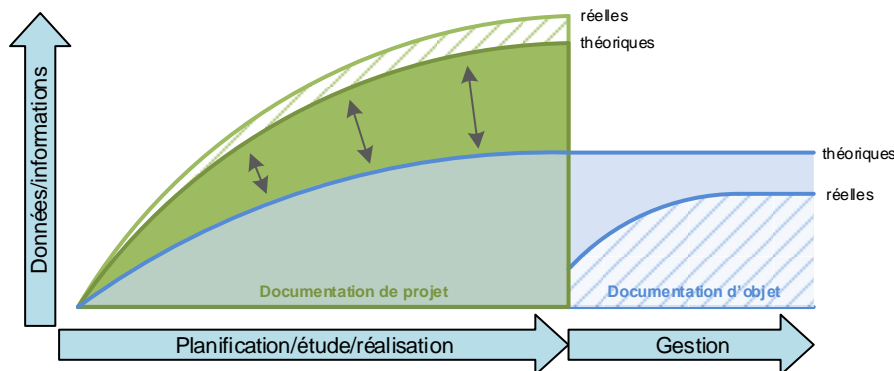 réelles
théoriques
Données/informations
théoriques
réelles
Documentation de projet
Documentation d'objet
Planification/étude/réalisation
Gestion